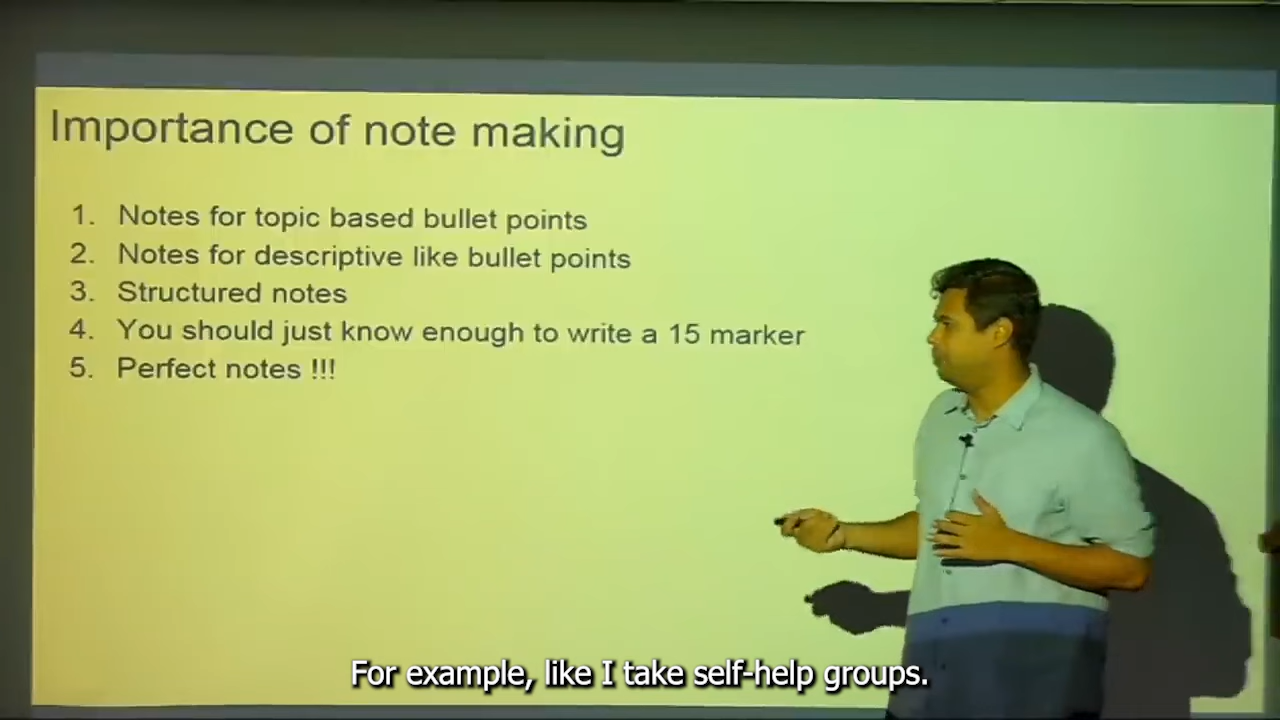 Importance of note making
1. Notes for topic based bullet points
2. Notes for descriptive like bullet points
3. Structured notes
4. You should just know enough to write a 15 marker
5. Perfect notes !!!
For example, like I take self-help groups.